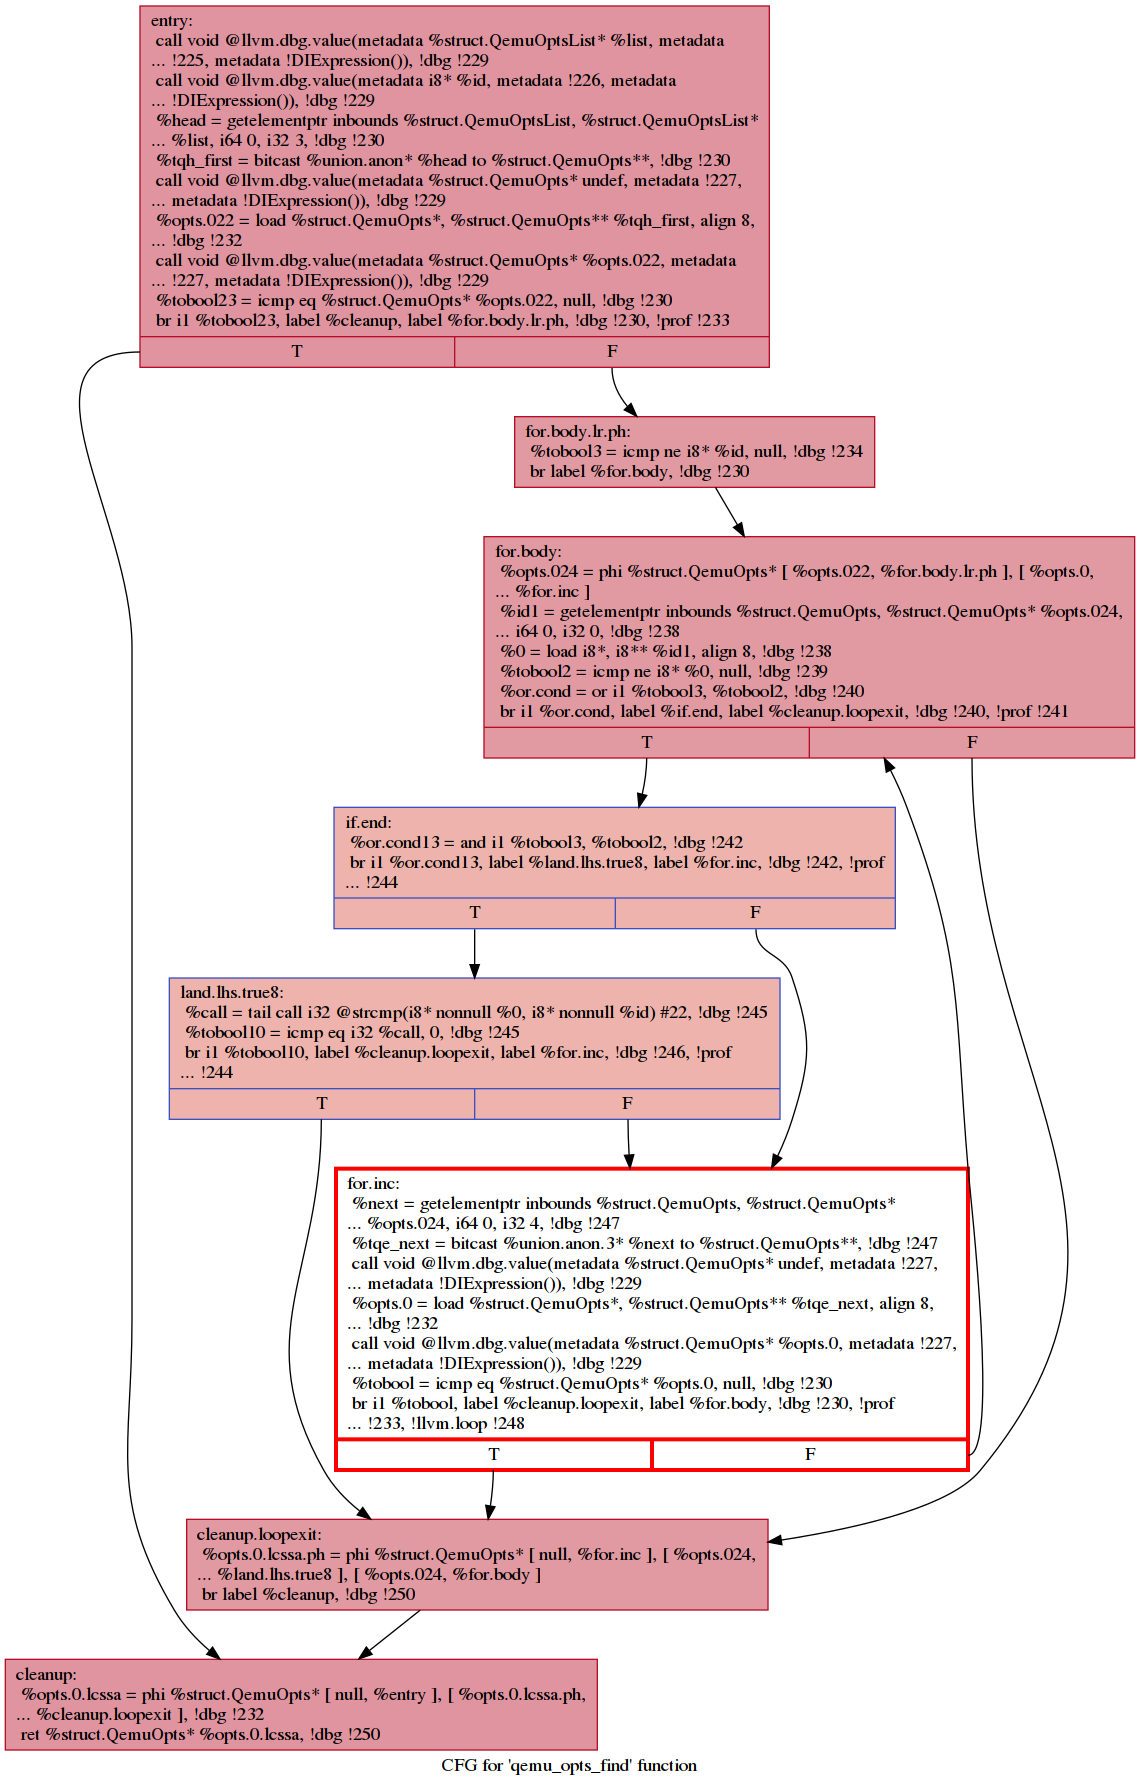 entry:
call void @llvm.dbg.value(metadata %struct.QemuOptsList* %list, metadata
... !225, metadata !DIExpression()), !dbg !229
call void @llvm.dbg.value(metadata i8* %id, metadata !226, metadata
... !DIExpression()), !dbg !229
%head = getelementptr inbounds %struct.QemuOptsList, %struct.QemuOptsList*
... %list, i64 0, i32 3, !dbg !230
%tqh_first = bitcast %union.anon* %head to %struct.QemuOpts**, !dbg !230
call void @llvm.dbg.value(metadata %struct.QemuOpts* undef, metadata !227,
... metadata !DIExpression()), !dbg !229
%opts.022 = load %struct.QemuOpts*, %struct.QemuOpts** %tqh_first, align 8,
... !dbg !232
call void @llvm.dbg.value(metadata %struct.QemuOpts* %opts.022, metadata
... !227, metadata !DIExpression()), !dbg !229
%tobool23 = icmp eq %struct.QemuOpts* %opts.022, null, !dbg !230
br i1 %tobool23, label %cleanup, label %for.body.lr.ph, !dbg !230, !prof !233
T F
for.body.lr.ph:
%tobool3 = icmp ne i8* %id, null, !dbg !234
br label %for.body, !dbg !230
for.body:
%opts.024 = phi %struct.QemuOpts* [ %opts.022, %for.body.lr.ph ], [ %opts.0,
... %for.inc ]
%id1 = getelementptr inbounds %struct.QemuOpts, %struct.QemuOpts* %opts.024,
... i64 0, i32 0, !dbg !238
%0 = load i8*, i8** %id1, align 8, !dbg !238
%tobool2 = icmp ne i8* %0, null, !dbg !239
%or.cond = or i1 %tobool3, %tobool2, !dbg !240
br i1 %or.cond, label %if.end, label %cleanup.loopexit, !dbg !240, !prof !241
T F
if.end:
%or.cond13 = and i1 %tobool3, %tobool2, !dbg !242
br i1 %or.cond13, label %land.lhs.true8, label %for.inc, !dbg !242, !prof
... !244
T F
land.lhs.true8:
%call = tail call i32 @strcmp(i8* nonnull %0, i8* nonnull %id) #22, !dbg !245
%tobool10 = icmp eq i32 %call, 0, !dbg !245
br i1 %tobool10, label %cleanup.loopexit, label %for.inc, !dbg !246, !prof
... !244
T F
for.inc:
%next = getelementptr inbounds %struct.QemuOpts, %struct.QemuOpts*
... %opts.024, i64 0, i32 4, !dbg !247
%tqe_next = bitcast %union.anon.3* %next to %struct.QemuOpts**, !dbg !247
call void @llvm.dbg.value(metadata %struct.QemuOpts* undef, metadata !227,
... metadata !DIExpression()), !dbg !229
%opts.0 = load %struct.QemuOpts*, %struct.QemuOpts** %tqe_next, align 8,
... !dbg !232
call void @llvm.dbg.value(metadata %struct.QemuOpts* %opts.0, metadata !227,
... metadata !DIExpression()), !dbg !229
%tobool = icmp eq %struct.QemuOpts* %opts.0, null, !dbg !230
br i1 %tobool, label %cleanup.loopexit, label %for.body, !dbg !230, !prof
... !233, !llvm.loop !248
T F
cleanup.loopexit:
%opts.0.lcssa.ph = phi %struct.QemuOpts* [ null, %for.inc ], [ %opts.024,
... %land.lhs.true8 ], [ %opts.024, %for.body ]
br label %cleanup, !dbg !250
cleanup:
%opts.0.lcssa = phi %struct.QemuOpts* [ null, %entry ], [ %opts.0.lcssa.ph,
... %cleanup.loopexit ], !dbg !232
ret %struct.QemuOpts* %opts.0.lcssa, !dbg !250
CFG for 'qemu_opts_find' function